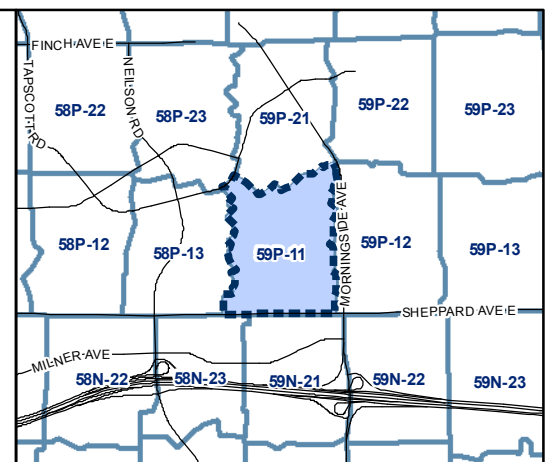 FINCH AVE E
TAPSCOTT RD
NEILSON RD
58P-22
58P-23
59P-21
59P-22
59P-23
58P-12
58P-13
59P-11
MORNINGSIDE AVE
59P-12
59P-13
SHEPPARD AVE E
MILNER AVE
58N-22
58N-23
59N-21
59N-22
59N-23